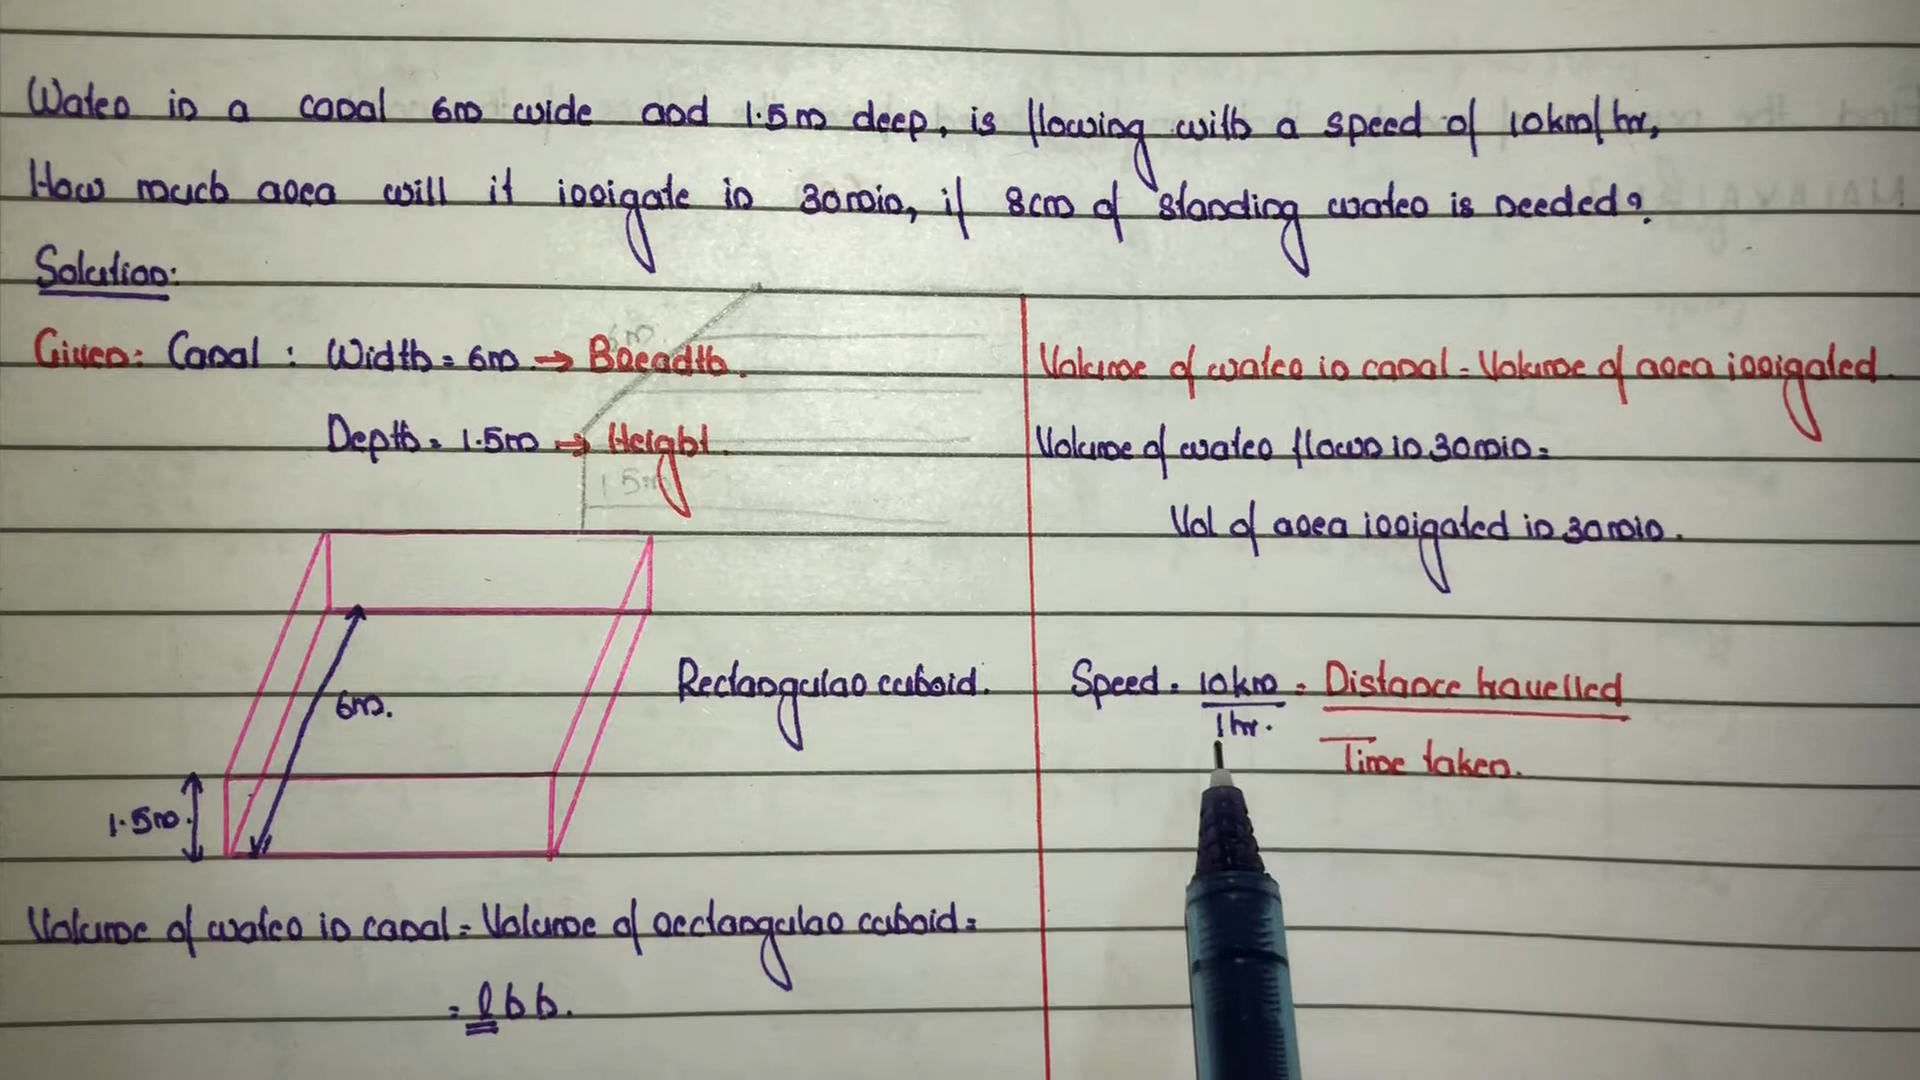 Water in a canal 6m wide and 1.5m deep, is flowing with a speed of 10km/hr,
How much area will it irrigate in 30min, if 8cm of standing water is needed?
Solution:
Given: Canal : Width = 6m → Breadth.
Depth = 1.5m → Height.
6m
1.5m
6m.
Rectangular cuboid.
1.5m.
Volume of water in canal = Volume of rectangular cuboid =
= lbh.
Volume of water in canal = Volume of area irrigated.
Volume of water flown in 30min =
Vol of area irrigated in 30min.
Speed = 10km = Distance travelled
1hr. Time taken.